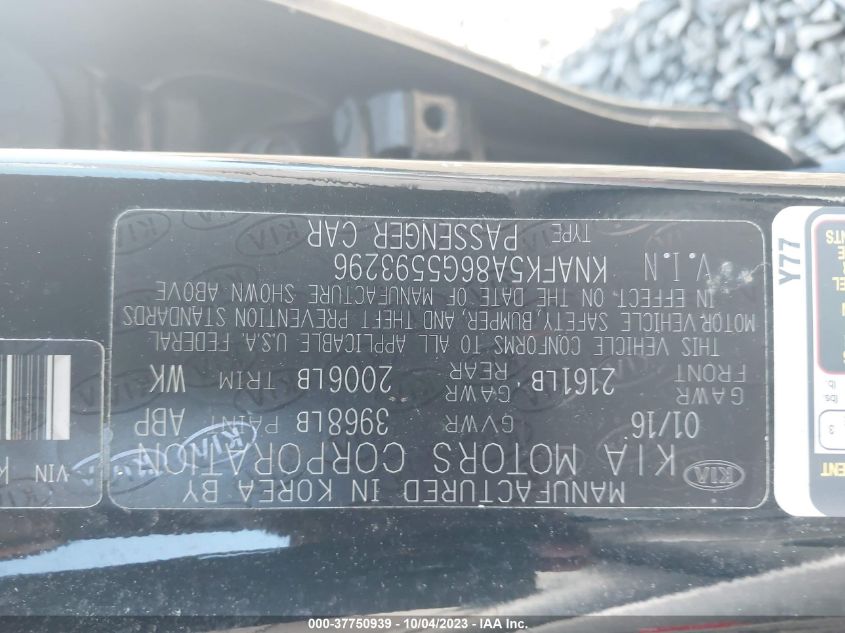 MANUFACTURED IN KOREA BY
KIA KIA MOTORS CORPORATION
01/16 GVWR 3968LB PAINT ABP
GAWR FRONT 2161LB GAWR REAR 2006LB TRIM WK
THIS VEHICLE CONFORMS TO ALL APPLICABLE U.S.A. FEDERAL
MOTOR VEHICLE SAFETY, BUMPER, AND THEFT PREVENTION STANDARDS
IN EFFECT ON THE DATE OF MANUFACTURE SHOWN ABOVE
V.I.N KNAFK5A86G5593296
TYPE PASSENGER CAR
VIN K
Y77
000-37750939 - 10/04/2023 - IAA Inc.